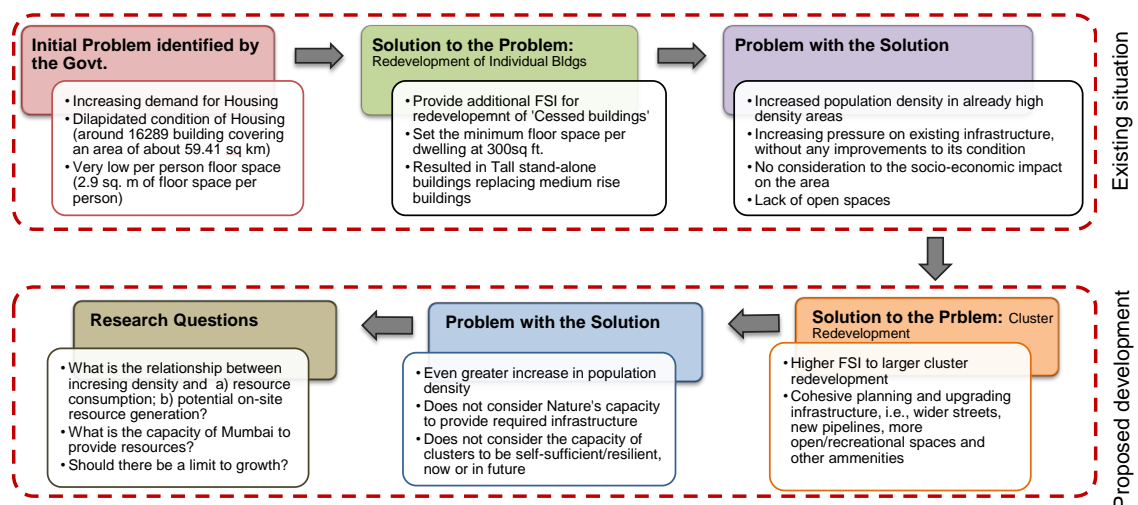 Initial Problem identified by
the Govt.
• Increasing demand for Housing
• Dilapidated condition of Housing
(around 16289 building covering
an area of about 59.41 sq km)
• Very low per person floor space
(2.9 sq. m of floor space per
person)
Solution to the Problem:
Redevelopment of Individual Bldgs
• Provide additional FSI for
redevelopemnt of 'Cessed buildings'
• Set the minimum floor space per
dwelling at 300sq ft.
• Resulted in Tall stand-alone
buildings replacing medium rise
buildings
Problem with the Solution
• Increased population density in already high
density areas
• Increasing pressure on existing infrastructure,
without any improvements to its condition
• No consideration to the socio-economic impact
on the area
• Lack of open spaces
Existing situation
Solution to the Prblem: Cluster
Redevelopment
• Higher FSI to larger cluster
redevelopment
• Cohesive planning and upgrading
infrastructure, i.e., wider streets,
new pipelines, more
open/recreational spaces and
other ammenities
Problem with the Solution
• Even greater increase in population
density
• Does not consider Nature's capacity
to provide required infrastructure
• Does not consider the capacity of
clusters to be self-sufficient/resilient,
now or in future
Research Questions
• What is the relationship between
incresing density and a) resource
consumption; b) potential on-site
resource generation?
• What is the capacity of Mumbai to
provide resources?
• Should there be a limit to growth?
Proposed development